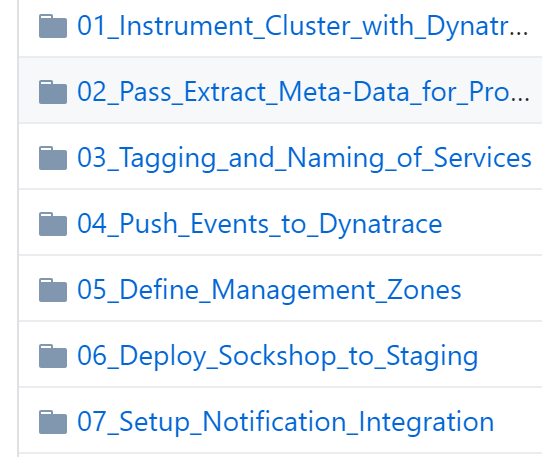 01_Instrument_Cluster_with_Dynatr...
02_Pass_Extract_Meta-Data_for_Pro...
03_Tagging_and_Naming_of_Services
04_Push_Events_to_Dynatrace
05_Define_Management_Zones
06_Deploy_Sockshop_to_Staging
07_Setup_Notification_Integration